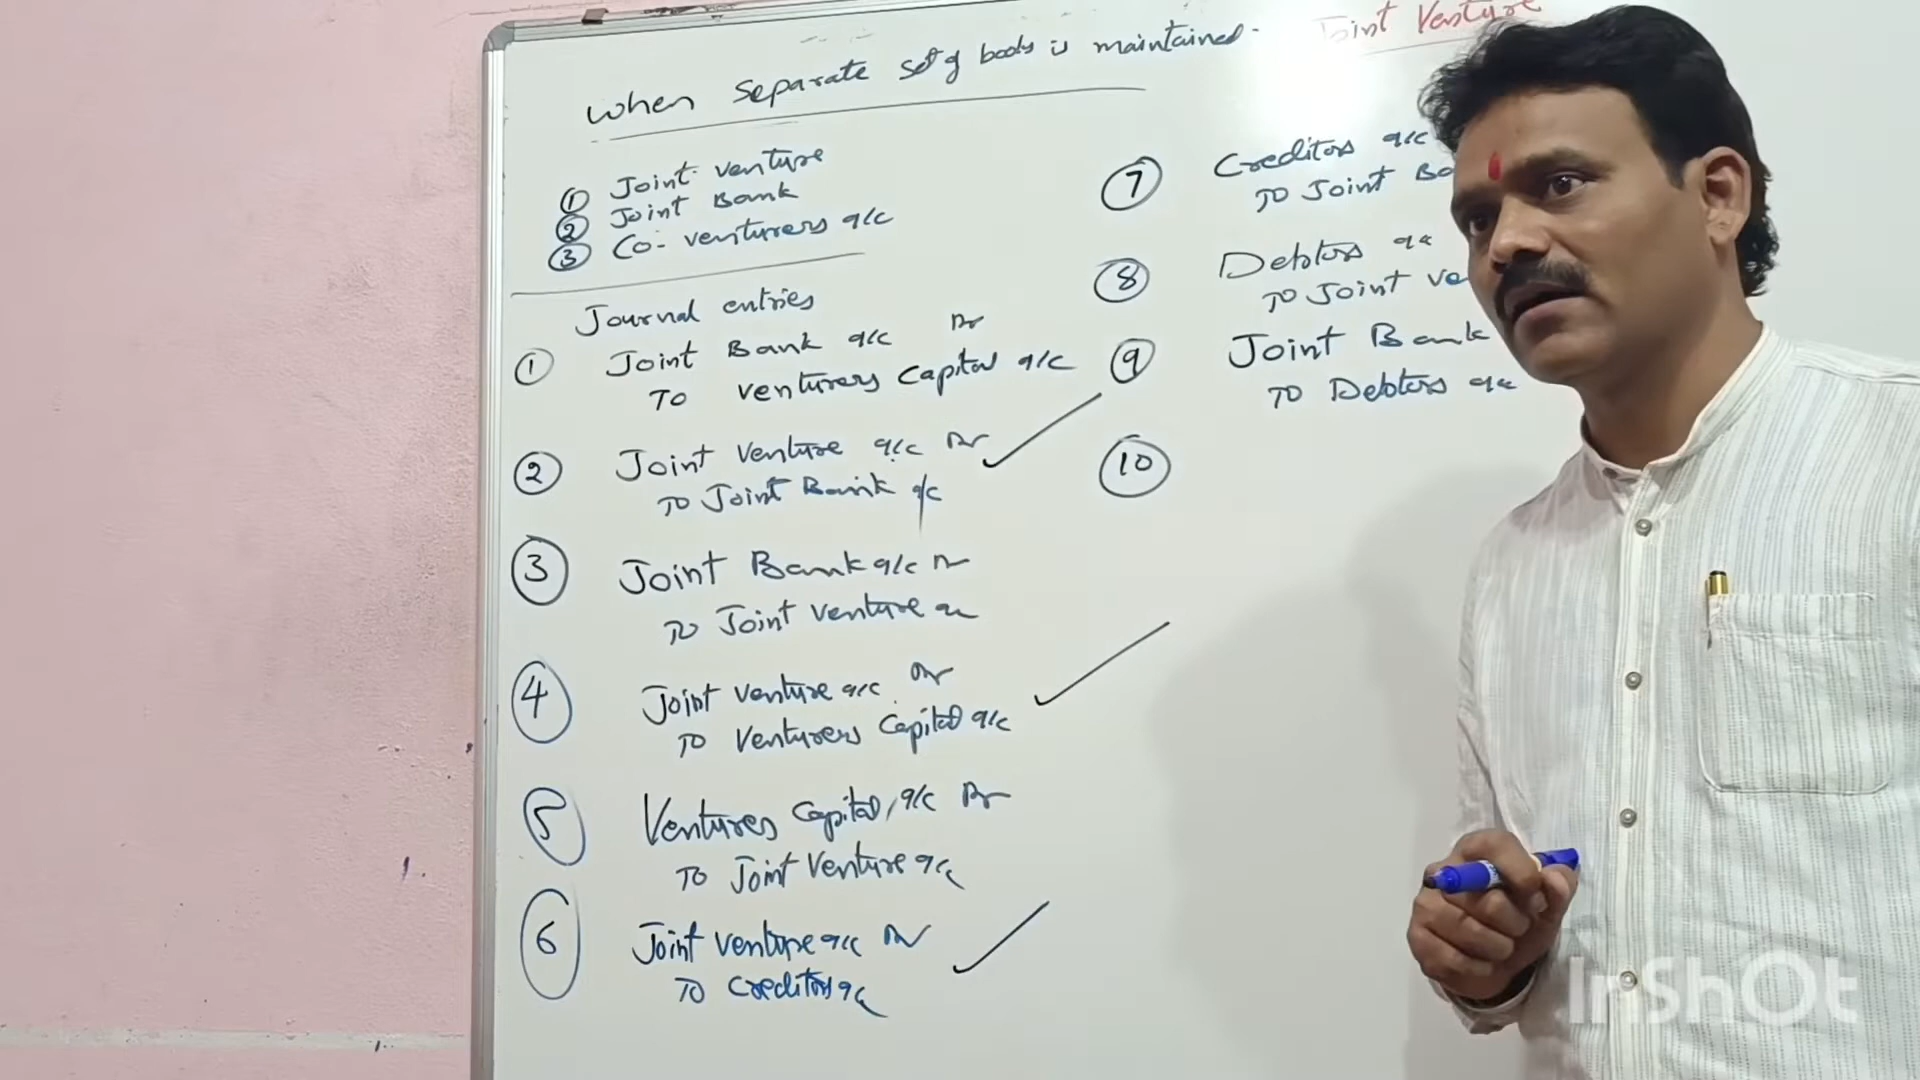 Joint Venture
When separate set of books is maintained.
① Joint venture
② Joint Bank
③ Co-venturers a/c
Journal entries
① Joint Bank a/c Dr
To venturers Capital a/c
② Joint Venture a/c Dr
To Joint Bank a/c
③ Joint Bank a/c Dr
To Joint venture a/c
④ Joint venture a/c Dr
To Venturers Capital a/c
⑤ Ventures Capital a/c Dr
To Joint Venture a/c
⑥ Joint venture a/c Dr
To Creditors a/c
⑦ Creditors a/c
To Joint Ba
⑧ Debtors a/c
To Joint ve
⑨ Joint Bank
To Debtors a/c
⑩
InShOt